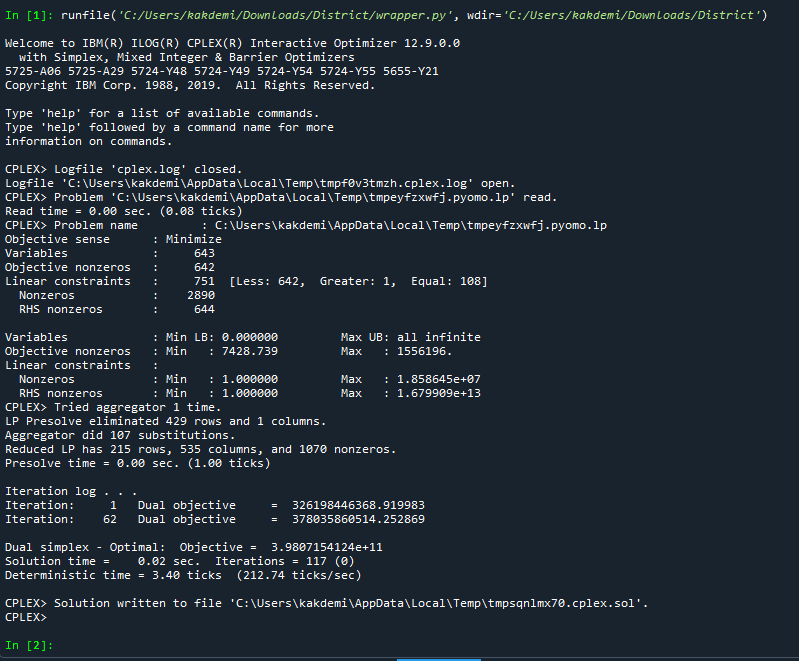 In [1]: runfile('C:/Users/kakdemi/Downloads/District/wrapper.py', wdir='C:/Users/kakdemi/Downloads/District')
Welcome to IBM(R) ILOG(R) CPLEX(R) Interactive Optimizer 12.9.0.0
  with Simplex, Mixed Integer & Barrier Optimizers
5725-A06 5725-A29 5724-Y48 5724-Y49 5724-Y54 5724-Y55 5655-Y21
Copyright IBM Corp. 1988, 2019.  All Rights Reserved.
Type 'help' for a list of available commands.
Type 'help' followed by a command name for more
information on commands.
CPLEX> Logfile 'cplex.log' closed.
Logfile 'C:\Users\kakdemi\AppData\Local\Temp\tmpf0v3tmzh.cplex.log' open.
CPLEX> Problem 'C:\Users\kakdemi\AppData\Local\Temp\tmpeyfzxwfj.pyomo.lp' read.
Read time = 0.00 sec. (0.08 ticks)
CPLEX> Problem name         : C:\Users\kakdemi\AppData\Local\Temp\tmpeyfzxwfj.pyomo.lp
Objective sense      : Minimize
Variables            :     643
Objective nonzeros   :     642
Linear constraints   :     751  [Less: 642,  Greater: 1,  Equal: 108]
  Nonzeros           :    2890
  RHS nonzeros       :     644
Variables            : Min LB: 0.000000         Max UB: all infinite
Objective nonzeros   : Min   : 7428.739         Max   : 1556196.
Linear constraints   :
  Nonzeros           : Min   : 1.000000         Max   : 1.858645e+07
  RHS nonzeros       : Min   : 1.000000         Max   : 1.679909e+13
CPLEX> Tried aggregator 1 time.
LP Presolve eliminated 429 rows and 1 columns.
Aggregator did 107 substitutions.
Reduced LP has 215 rows, 535 columns, and 1070 nonzeros.
Presolve time = 0.00 sec. (1.00 ticks)
Iteration log . . .
Iteration:     1   Dual objective     =  326198446368.919983
Iteration:    62   Dual objective     =  378035860514.252869
Dual simplex - Optimal:  Objective =  3.9807154124e+11
Solution time =    0.02 sec.  Iterations = 117 (0)
Deterministic time = 3.40 ticks  (212.74 ticks/sec)
CPLEX> Solution written to file 'C:\Users\kakdemi\AppData\Local\Temp\tmpsqnlmx70.cplex.sol'.
CPLEX>
In [2]: